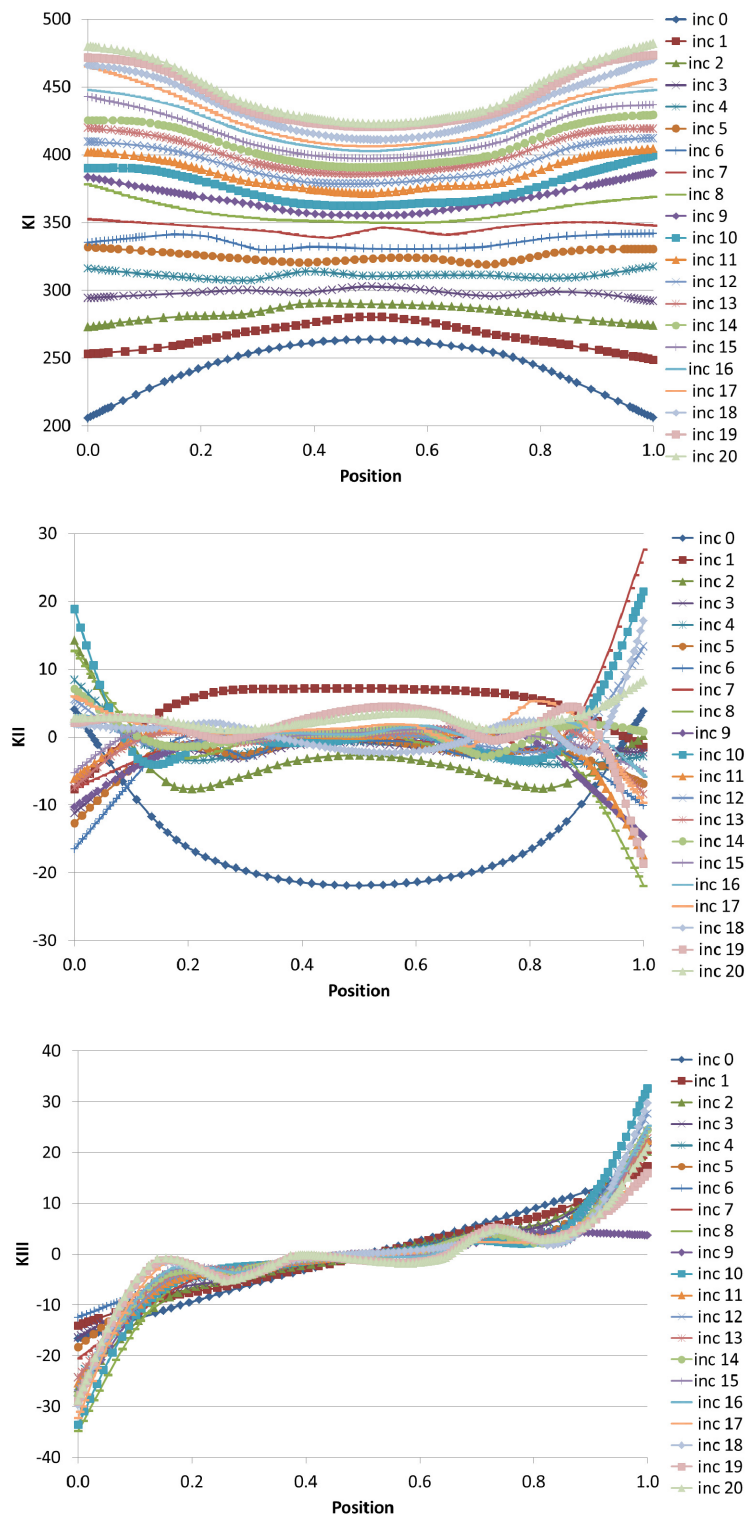 500
450
400
350
300
250
200
KI
0.0 0.2 0.4 0.6 0.8 1.0
Position
inc 0
inc 1
inc 2
inc 3
inc 4
inc 5
inc 6
inc 7
inc 8
inc 9
inc 10
inc 11
inc 12
inc 13
inc 14
inc 15
inc 16
inc 17
inc 18
inc 19
inc 20
30
20
10
0
-10
-20
-30
KII
0.0 0.2 0.4 0.6 0.8 1.0
Position
inc 0
inc 1
inc 2
inc 3
inc 4
inc 5
inc 6
inc 7
inc 8
inc 9
inc 10
inc 11
inc 12
inc 13
inc 14
inc 15
inc 16
inc 17
inc 18
inc 19
inc 20
40
30
20
10
0
-10
-20
-30
-40
KIII
0.0 0.2 0.4 0.6 0.8 1.0
Position
inc 0
inc 1
inc 2
inc 3
inc 4
inc 5
inc 6
inc 7
inc 8
inc 9
inc 10
inc 11
inc 12
inc 13
inc 14
inc 15
inc 16
inc 17
inc 18
inc 19
inc 20